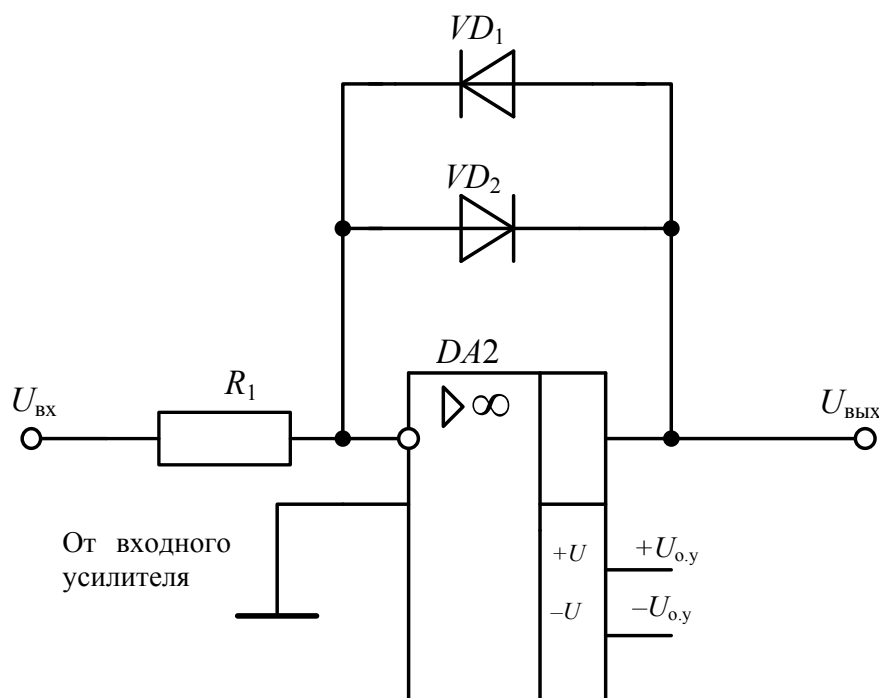 VD₁
VD₂
DA2
▷∞
R₁
Uвх
Uвых
От входного
усилителя
+U
+Uо.у
–U
–Uо.у